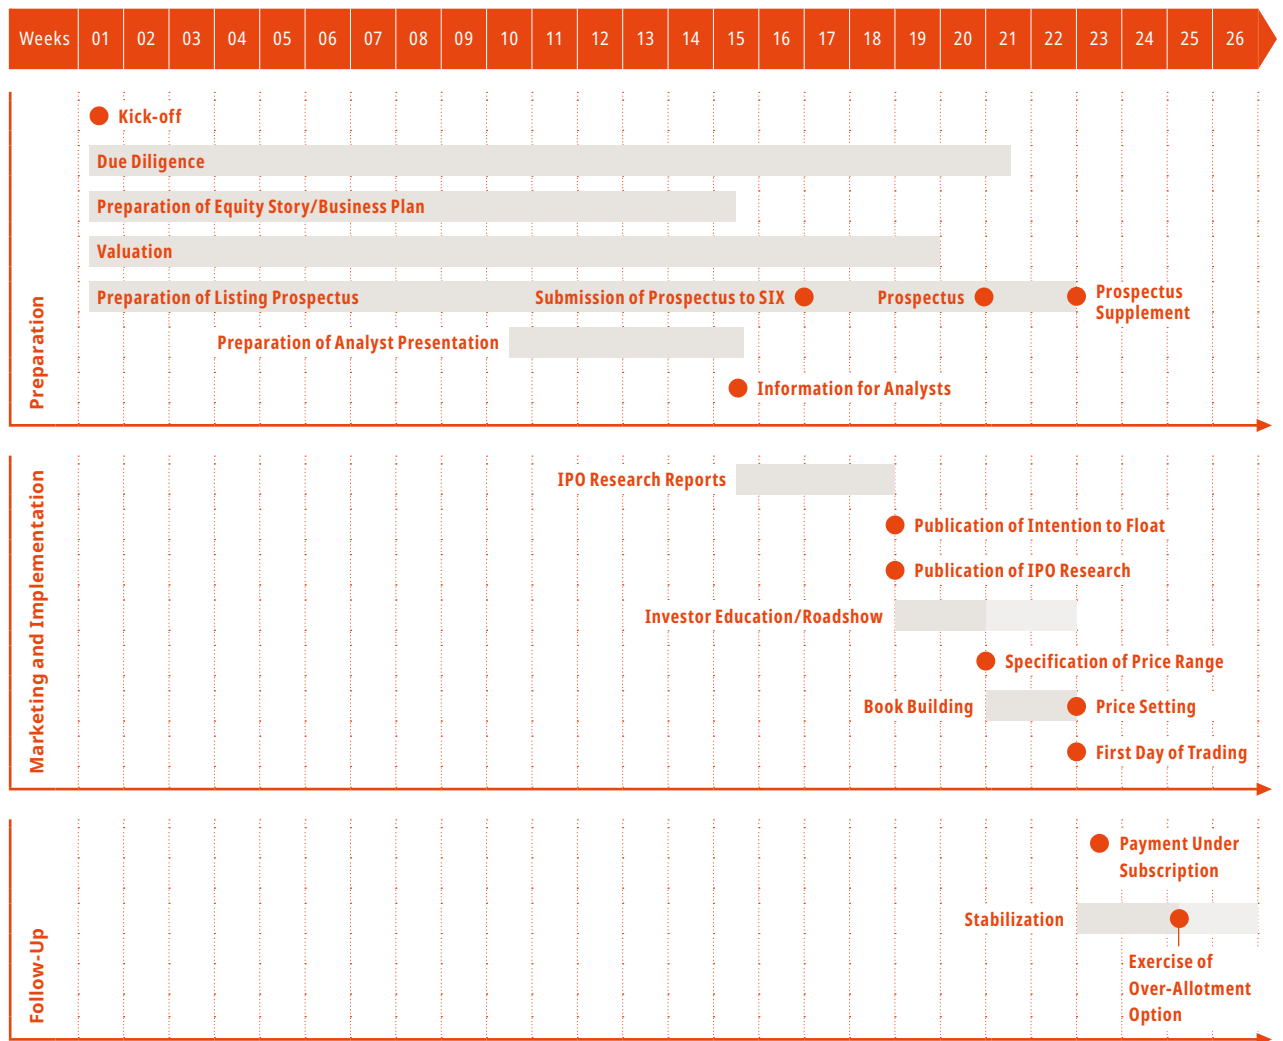 Weeks 01 02 03 04 05 06 07 08 09 10 11 12 13 14 15 16 17 18 19 20 21 22 23 24 25 26
Preparation
Kick-off
Due Diligence
Preparation of Equity Story/Business Plan
Valuation
Preparation of Listing Prospectus
Submission of Prospectus to SIX
Prospectus
Prospectus
Supplement
Preparation of Analyst Presentation
Information for Analysts
Marketing and Implementation
IPO Research Reports
Publication of Intention to Float
Publication of IPO Research
Investor Education/Roadshow
Specification of Price Range
Book Building
Price Setting
First Day of Trading
Follow-Up
Payment Under
Subscription
Stabilization
Exercise of
Over-Allotment
Option